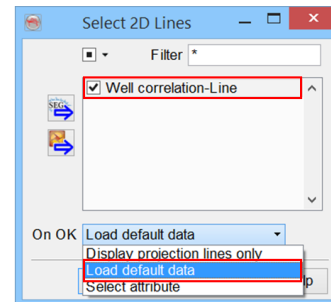 Select 2D Lines
Filter *
Well correlation-Line
SEG
On OK Load default data
Display projection lines only
Load default data
Select attribute